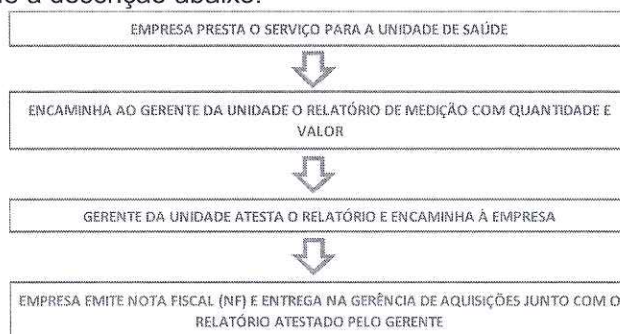 EMPRESA PRESTA O SERVIÇO PARA A UNIDADE DE SAÚDE
ENCAMINHA AO GERENTE DA UNIDADE O RELATÓRIO DE MEDIÇÃO COM QUANTIDADE E
VALOR
GERENTE DA UNIDADE ATESTA O RELATÓRIO E ENCAMINHA À EMPRESA
EMPRESA EMITE NOTA FISCAL (NF) E ENTREGA NA GERÊNCIA DE AQUISIÇÕES JUNTO COM O
RELATÓRIO ATESTADO PELO GERENTE